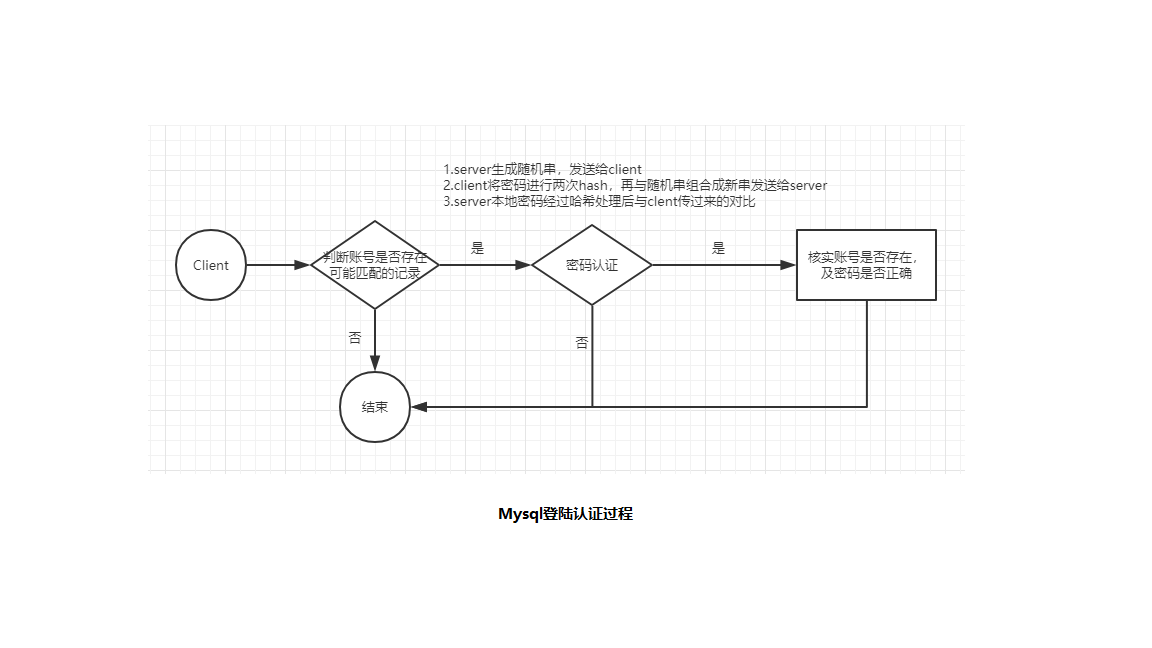 1.server生成随机串，发送给client
2.client将密码进行两次hash，再与随机串组合成新串发送给server
3.server本地密码经过哈希处理后与clent传过来的对比
Client
判断账号是否存在
可能匹配的记录
是
密码认证
是
核实账号是否存在，
及密码是否正确
否
否
结束
Mysql登陆认证过程